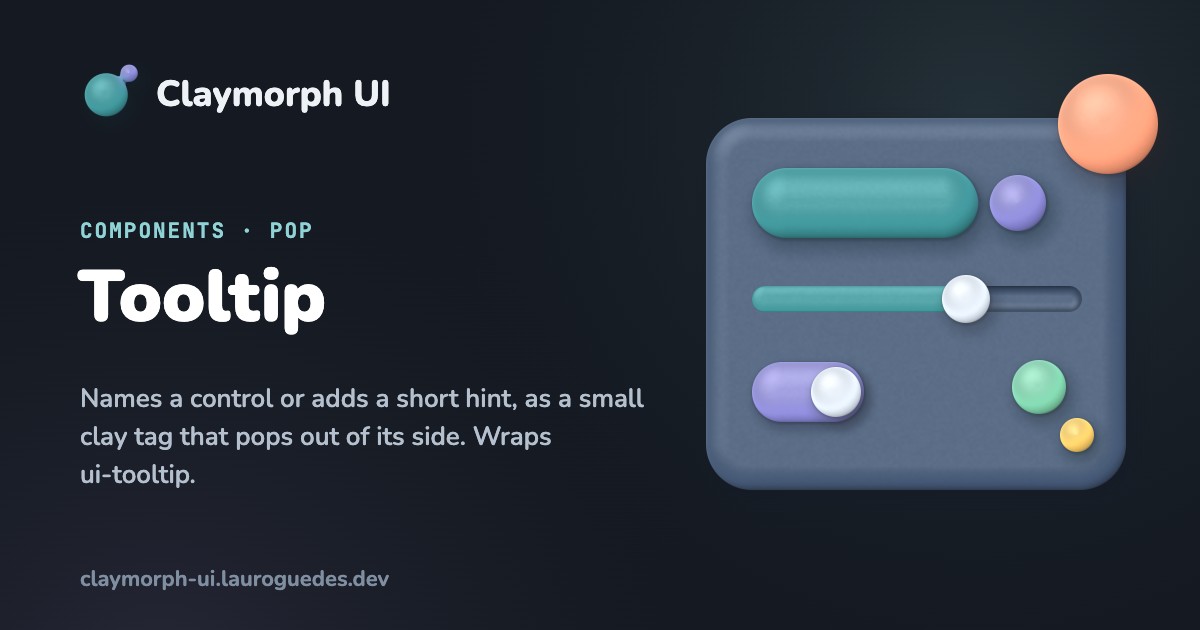 Claymorph UI
COMPONENTS · POP
Tooltip
Names a control or adds a short hint, as a small
clay tag that pops out of its side. Wraps
ui-tooltip.
claymorph-ui.lauroguedes.dev